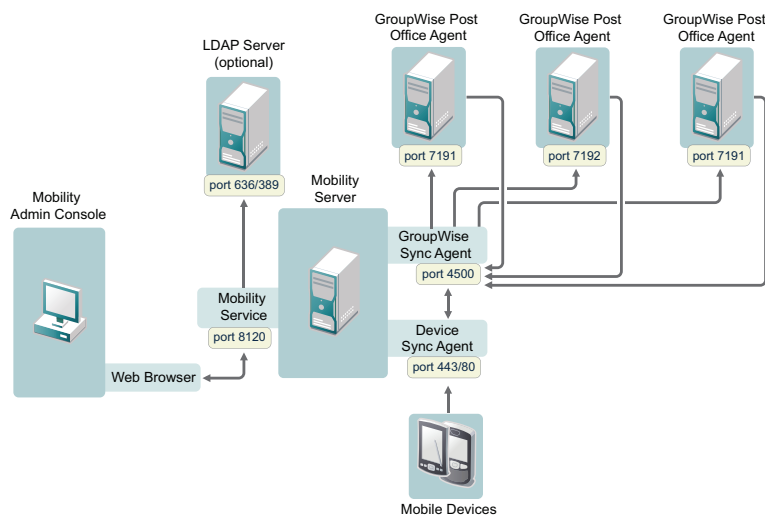 GroupWise Post
Office Agent
GroupWise Post
Office Agent
GroupWise Post
Office Agent
LDAP Server
(optional)
port 7191
port 7192
port 7191
port 636/389
Mobility
Server
Mobility
Admin Console
GroupWise
Sync Agent
port 4500
Mobility
Service
port 8120
Device
Sync Agent
port 443/80
Web Browser
Mobile Devices